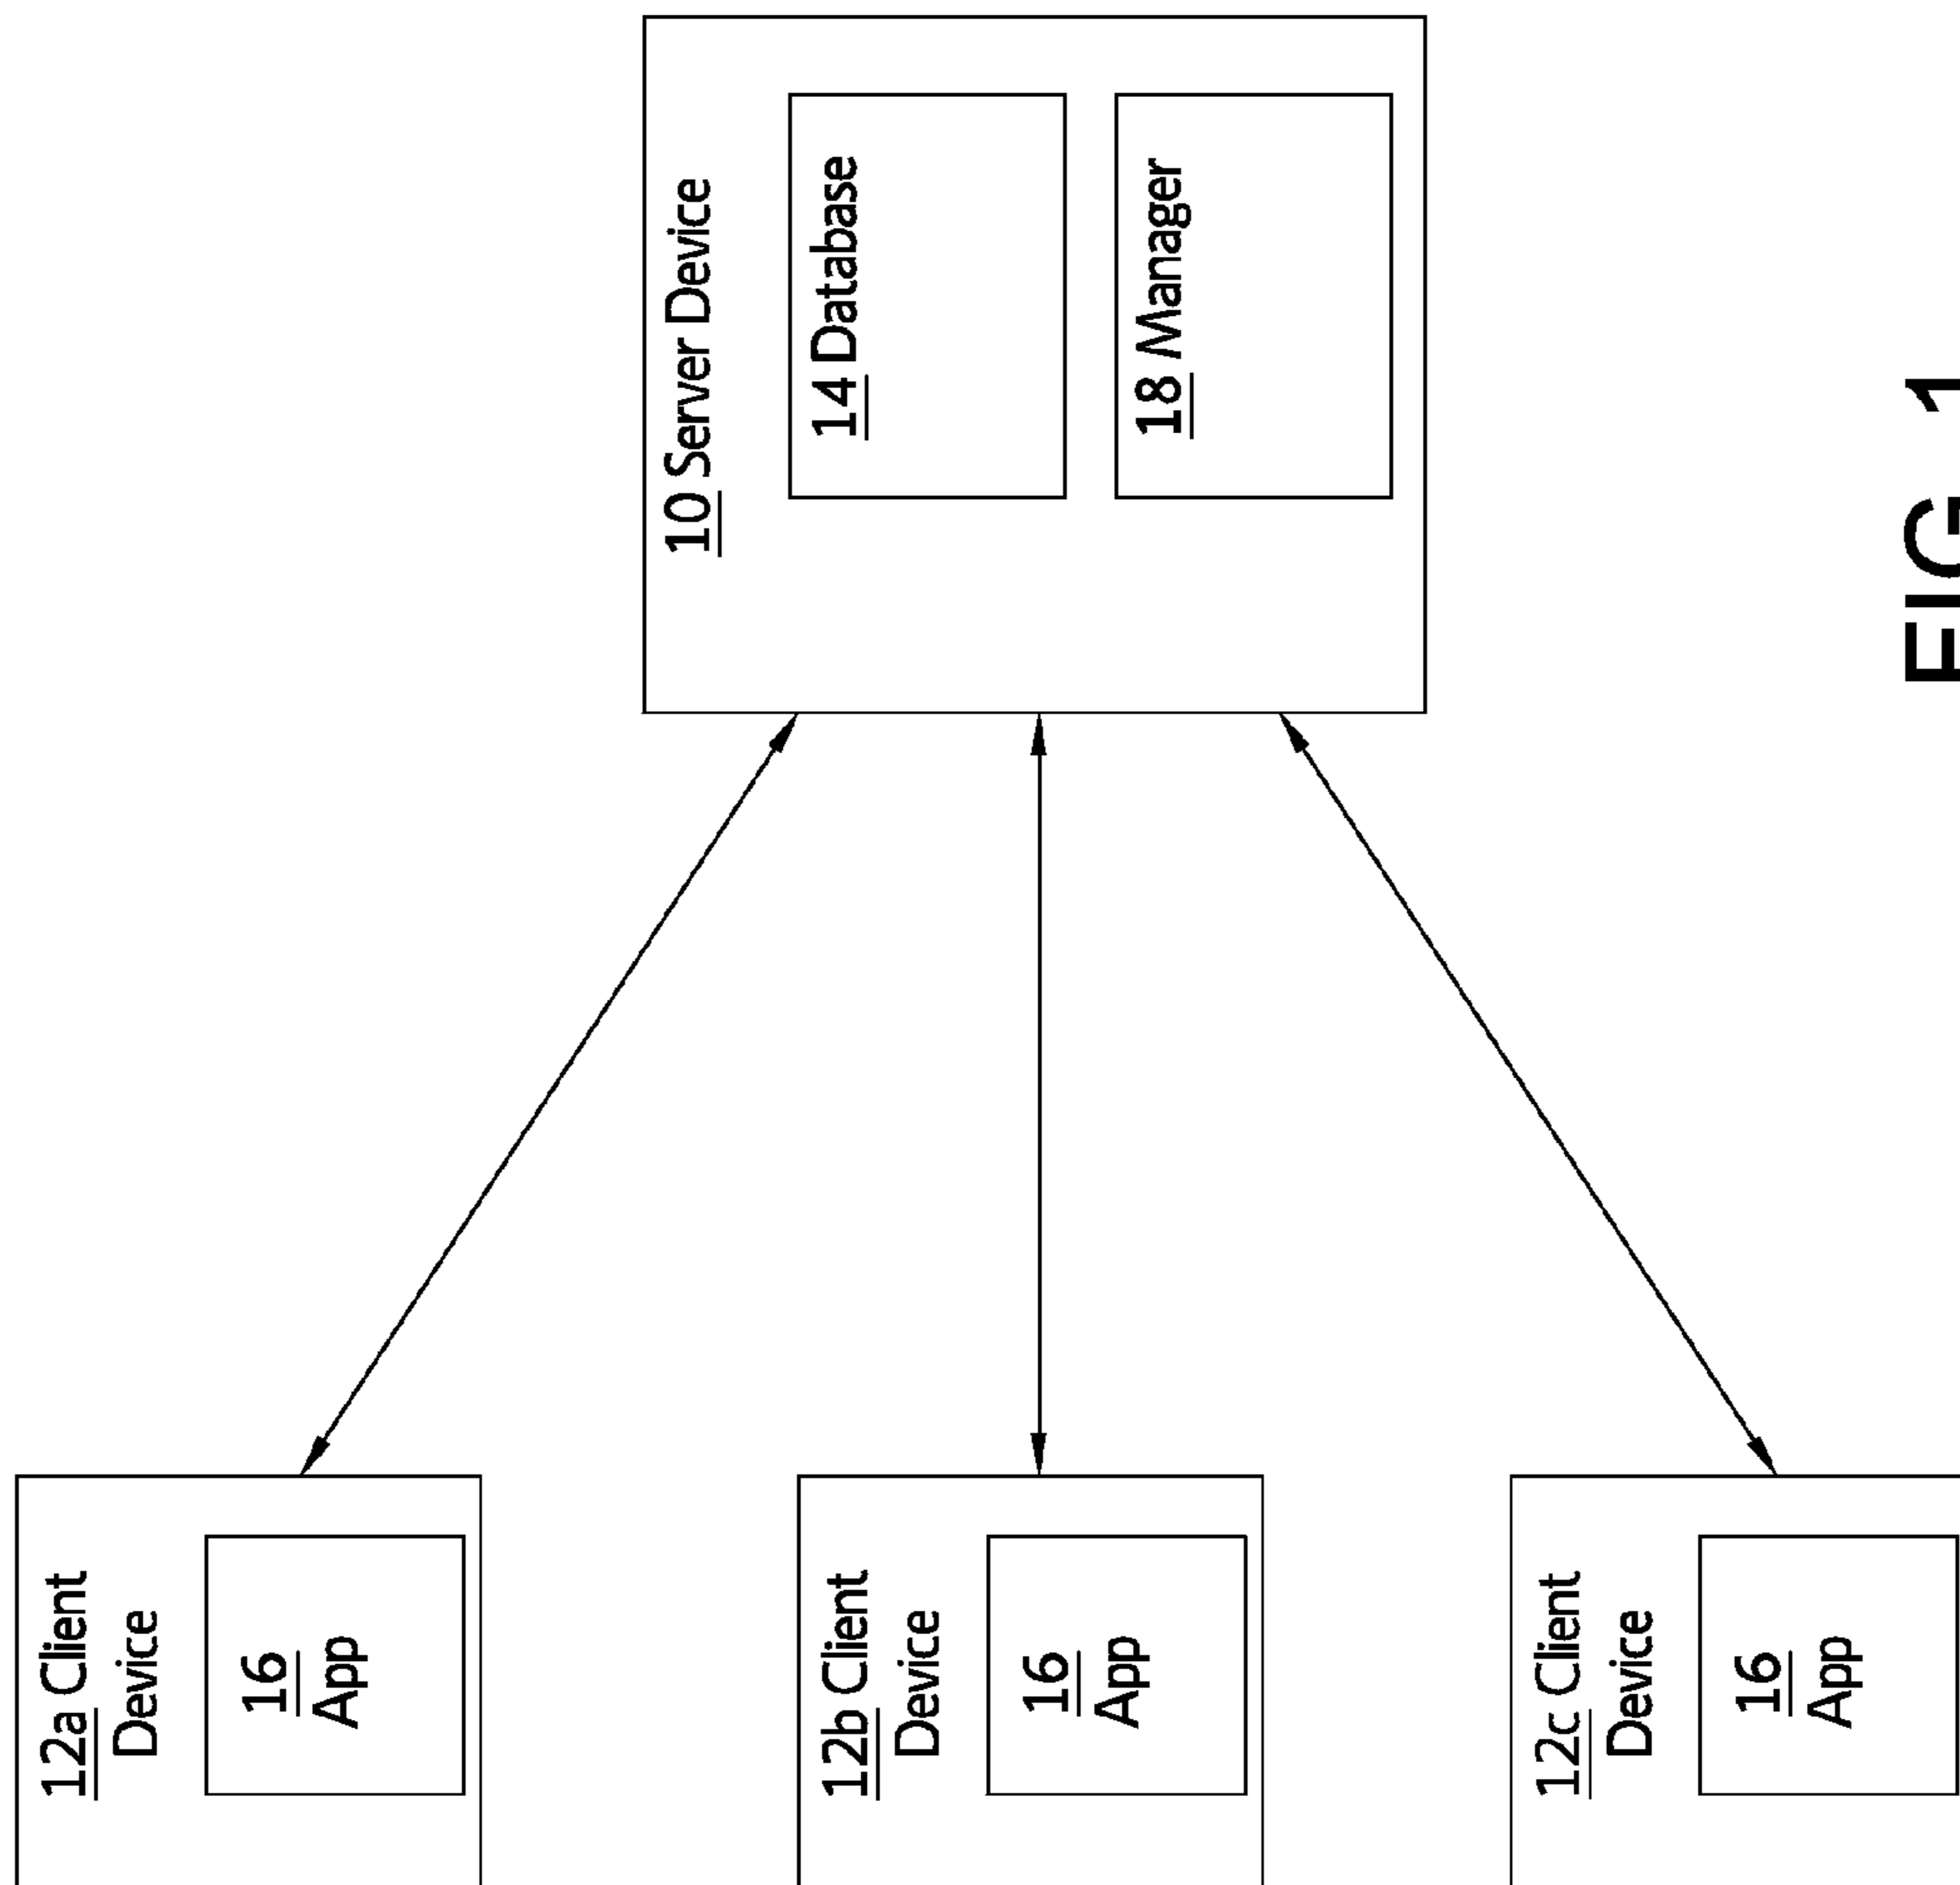 12a Client
Device
16
App
12b Client
Device
16
App
12c Client
Device
16
App
10 Server Device
14 Database
18 Manager
FIG. 1